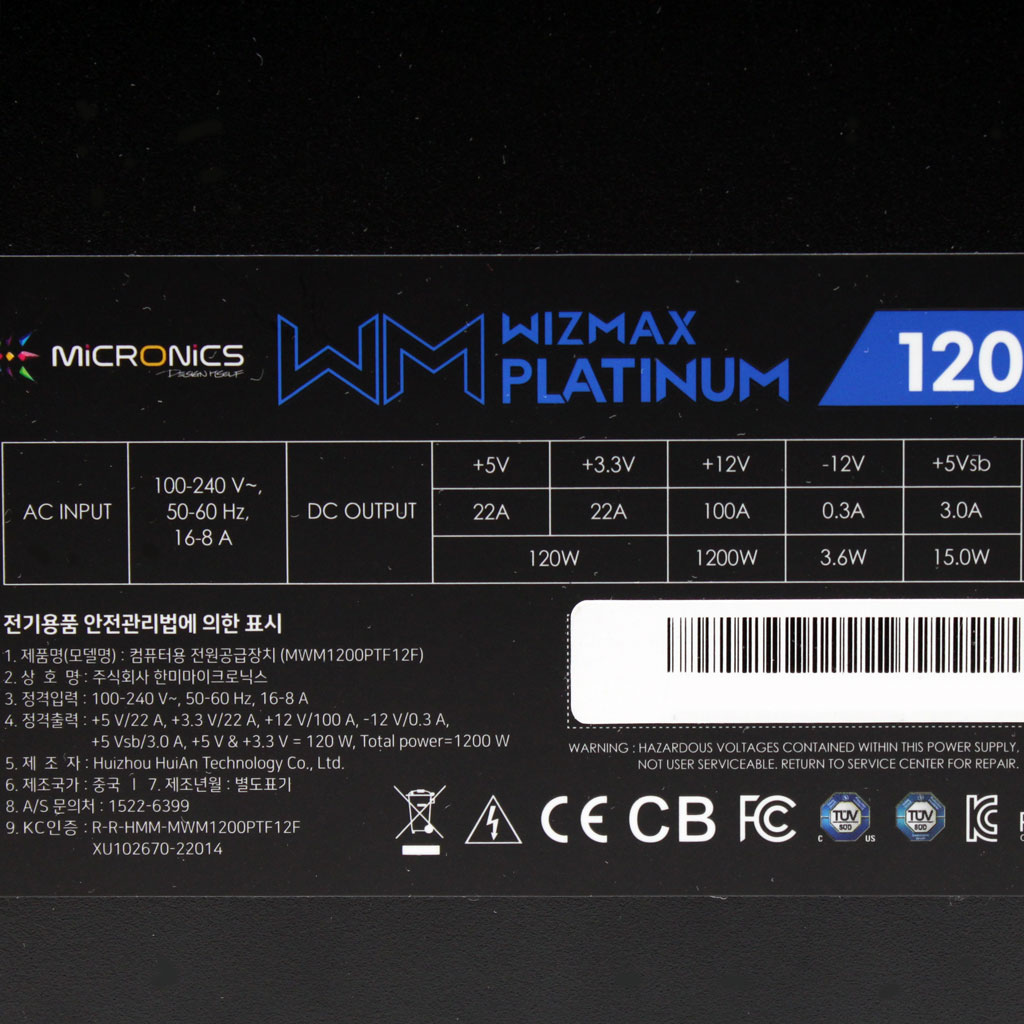 MiCRONiCS
DESIGN ITSELF
WM
WIZMAX
PLATINUM
120
AC INPUT
100-240 V~,
50-60 Hz,
16-8 A
DC OUTPUT
+5V +3.3V +12V -12V +5Vsb
22A 22A 100A 0.3A 3.0A
120W 1200W 3.6W 15.0W
전기용품 안전관리법에 의한 표시
1. 제품명(모델명) : 컴퓨터용 전원공급장치 (MWM1200PTF12F)
2. 상 호 명 : 주식회사 한미마이크로닉스
3. 정격입력 : 100-240 V~, 50-60 Hz, 16-8 A
4. 정격출력 : +5 V/22 A, +3.3 V/22 A, +12 V/100 A, -12 V/0.3 A,
+5 Vsb/3.0 A, +5 V & +3.3 V = 120 W, Total power=1200 W
5. 제 조 자 : Huizhou HuiAn Technology Co., Ltd.
6. 제조국가 : 중국 ㅣ 7. 제조년월 : 별도표기
8. A/S 문의처 : 1522-6399
9. KC인증 : R-R-HMM-MWM1200PTF12F
XU102670-22014
WARNING : HAZARDOUS VOLTAGES CONTAINED WITHIN THIS POWER SUPPLY.
NOT USER SERVICEABLE. RETURN TO SERVICE CENTER FOR REPAIR.
CE CB FC C TÜV SÜD US TÜV SÜD KC